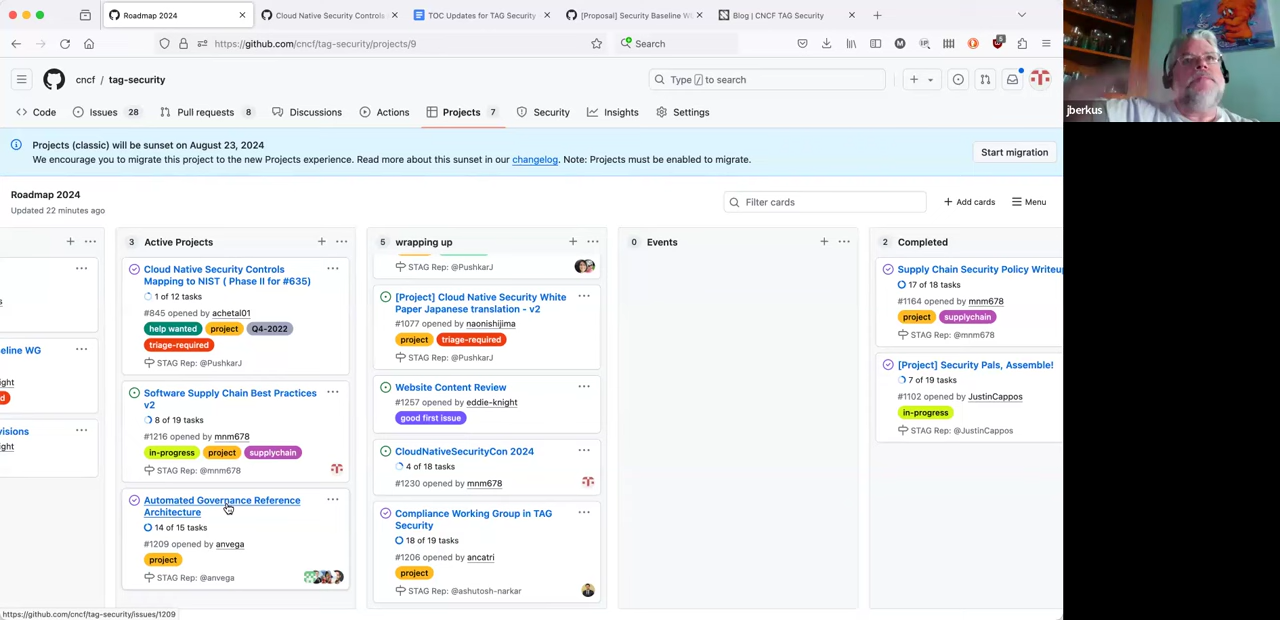 Roadmap 2024
Cloud Native Security Controls
TOC Updates for TAG Security
[Proposal] Security Baseline W
Blog | CNCF TAG Security
https://github.com/cncf/tag-security/projects/9
Search
cncf / tag-security
Type / to search
Code
Issues 28
Pull requests 8
Discussions
Actions
Projects 7
Security
Insights
Settings
Projects (classic) will be sunset on August 23, 2024
We encourage you to migrate this project to the new Projects experience. Read more about this sunset in our changelog. Note: Projects must be enabled to migrate.
Start migration
Roadmap 2024
Updated 22 minutes ago
Filter cards
+ Add cards
Menu
eline WG
ight
visions
ight
3 Active Projects
Cloud Native Security Controls
Mapping to NIST ( Phase II for #635)
1 of 12 tasks
#845 opened by achetal01
help wanted project Q4-2022
triage-required
STAG Rep: @PushkarJ
Software Supply Chain Best Practices
v2
8 of 19 tasks
#1216 opened by mnm678
in-progress project supplychain
STAG Rep: @mnm678
Automated Governance Reference
Architecture
14 of 15 tasks
#1209 opened by anvega
project
STAG Rep: @anvega
5 wrapping up
STAG Rep: @PushkarJ
[Project] Cloud Native Security White
Paper Japanese translation - v2
#1077 opened by naonishijima
project triage-required
STAG Rep: @PushkarJ
Website Content Review
#1257 opened by eddie-knight
good first issue
CloudNativeSecurityCon 2024
4 of 18 tasks
#1230 opened by mnm678
Compliance Working Group in TAG
Security
18 of 19 tasks
#1206 opened by ancatri
project
STAG Rep: @ashutosh-narkar
0 Events
2 Completed
Supply Chain Security Policy Writeu
17 of 18 tasks
#1164 opened by mnm678
project supplychain
STAG Rep: @mnm678
[Project] Security Pals, Assemble!
7 of 19 tasks
#1102 opened by JustinCappos
in-progress
STAG Rep: @JustinCappos
https://github.com/cncf/tag-security/issues/1209
jberkus